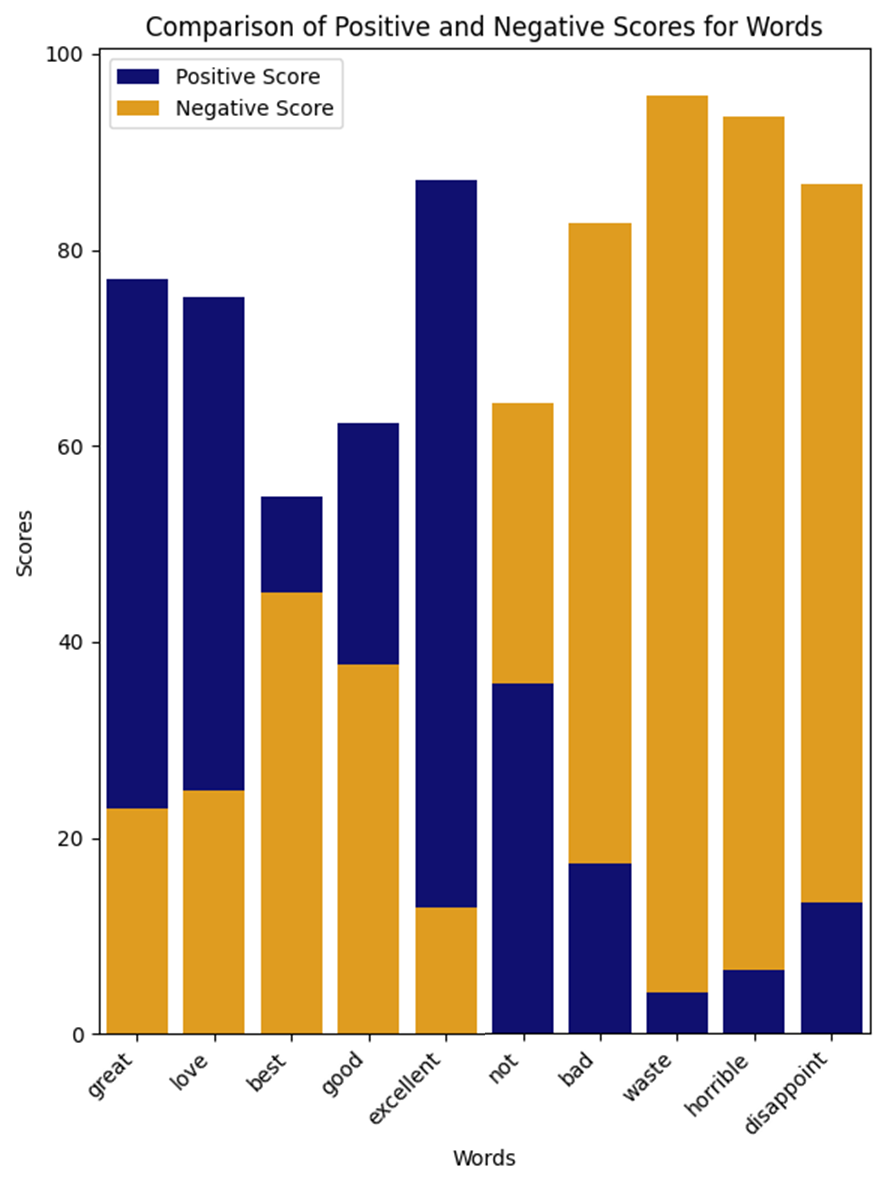 Comparison of Positive and Negative Scores for Words
Positive Score
Negative Score
100
80
60
40
20
0
Scores
great
love
best
good
excellent
not
bad
waste
horrible
disappoint
Words